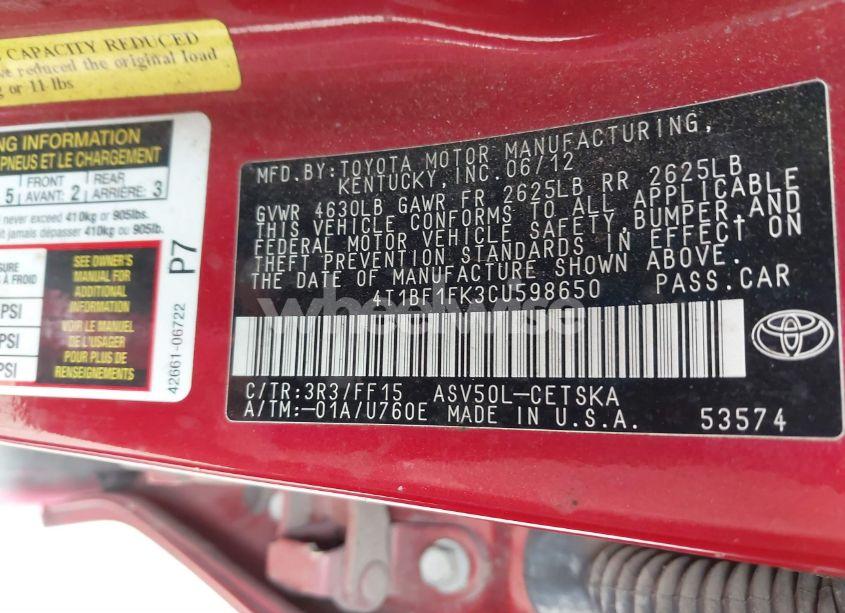 CAPACITY REDUCED
ve reduced the original load
g or 11 lbs
NG INFORMATION
PNEUS ET LE CHARGEMENT
5 FRONT AVANT: 2 REAR ARRIÈRE: 3
never exceed 410kg or 905lbs.
it jamais dépasser 410kg ou 905lb.
SURE
À FROID
PSI
PSI
PSI
SEE OWNER'S
MANUAL FOR
ADDITIONAL
INFORMATION
VOIR LE MANUEL
DE L'USAGER
POUR PLUS DE
RENSEIGNEMENTS
42661-06722
P7
MFD.BY:TOYOTA MOTOR MANUFACTURING,
KENTUCKY,INC.06/12
GVWR 4630LB GAWR FR 2625LB RR 2625LB
THIS VEHICLE CONFORMS TO ALL APPLICABLE
FEDERAL MOTOR VEHICLE SAFETY,BUMPER,AND
THEFT PREVENTION STANDARDS IN EFFECT ON
THE DATE OF MANUFACTURE SHOWN ABOVE.
4T1BF1FK3CU598650 PASS.CAR
wheelwise
C/TR:3R3/FF15 ASV50L-CETSKA
A/TM:-01A/U760E MADE IN U.S.A. 53574